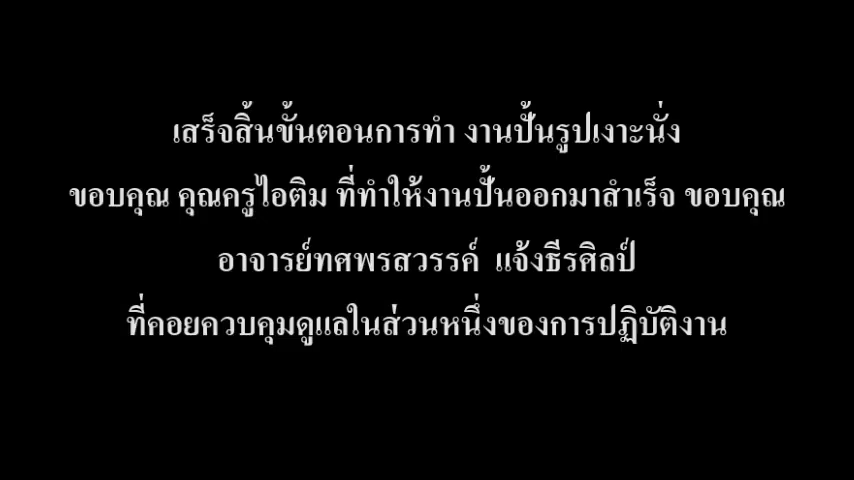 เสร็จสิ้นขั้นตอนการทำ งานปั้นรูปเงาะนั่ง
ขอบคุณ คุณครูไอติม ที่ทำให้งานปั้นออกมาสำเร็จ ขอบคุณ
อาจารย์ทศพรสวรรค์ แจ้งธีรศิลป์
ที่คอยควบคุมดูแลในส่วนหนึ่งของการปฏิบัติงาน